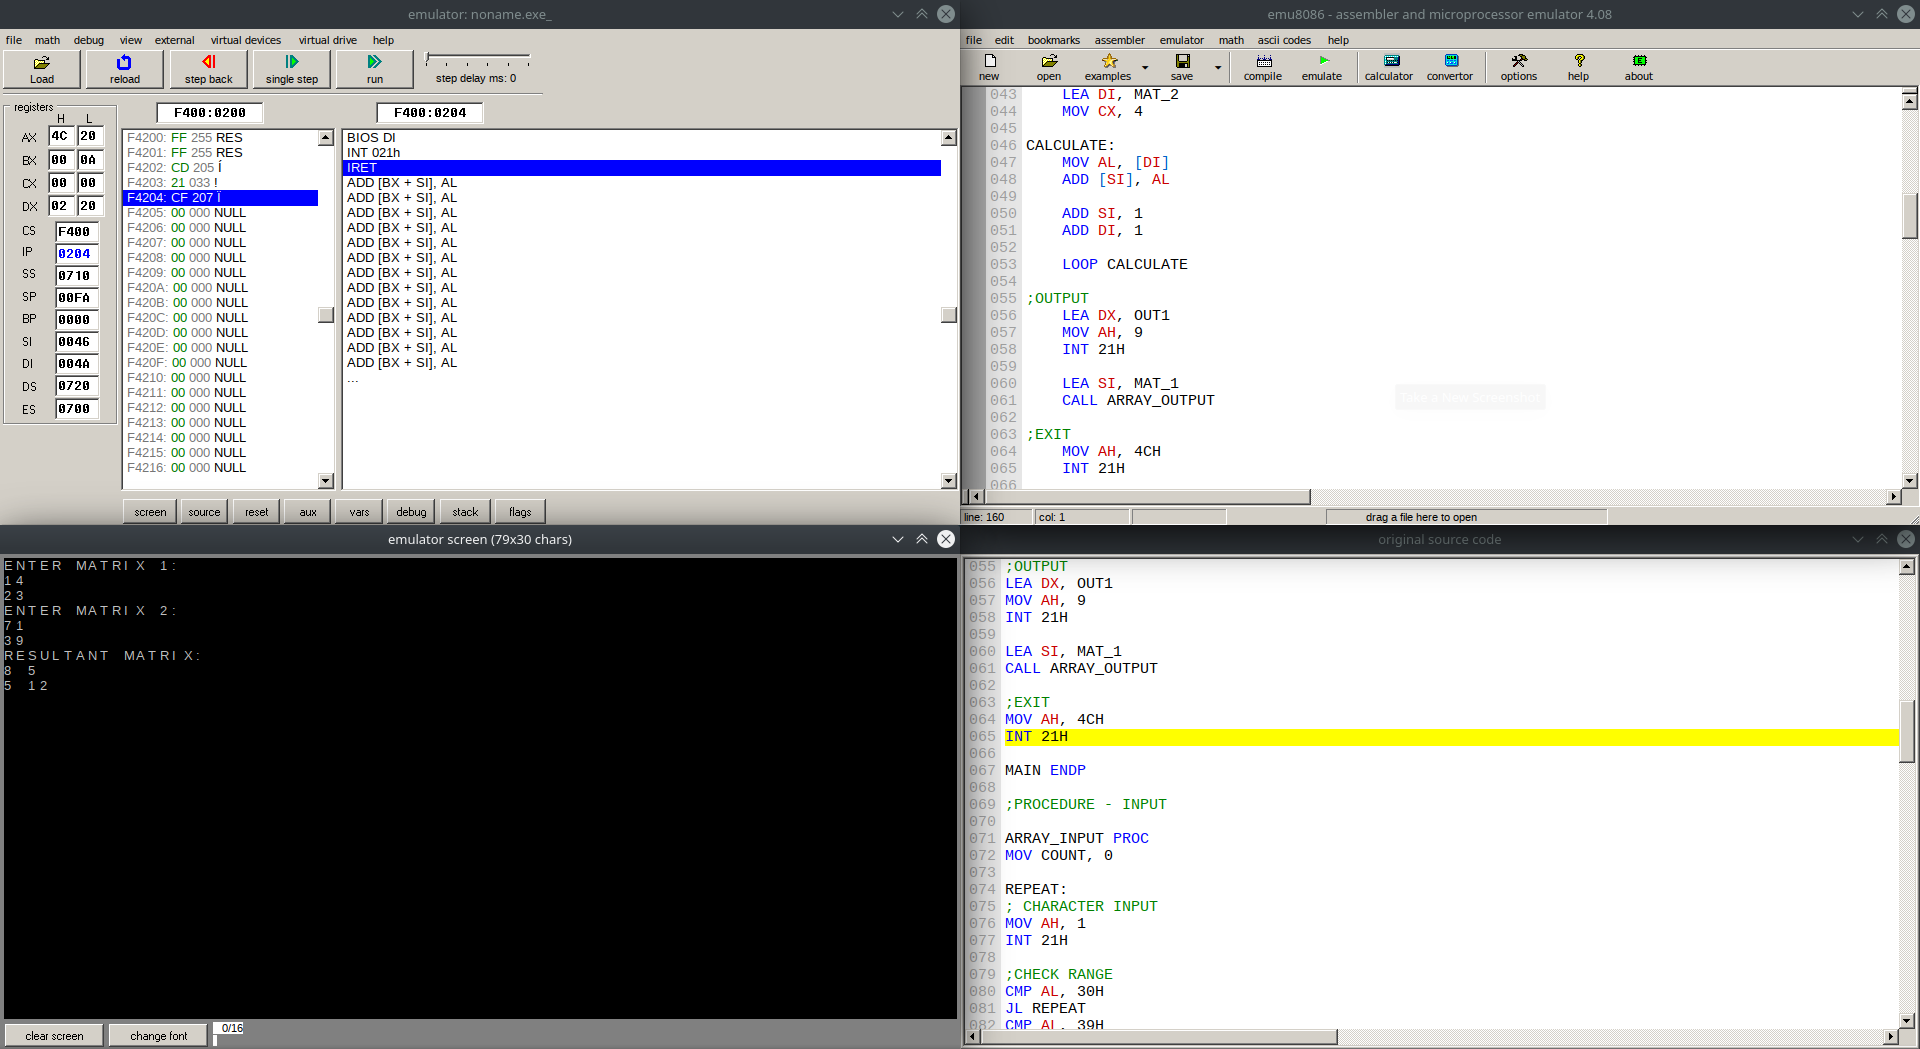 emulator: noname.exe_
file math debug view external virtual devices virtual drive help
Load reload step back single step run step delay ms: 0
registers
H L
AX 4C 20
BX 00 0A
CX 00 00
DX 02 20
CS F400
IP 0204
SS 0710
SP 00FA
BP 0000
SI 0046
DI 004A
DS 0720
ES 0700
F400:0200
F400:0204
F4200: FF 255 RES
F4201: FF 255 RES
F4202: CD 205 Í
F4203: 21 033 !
F4204: CF 207 Ï
F4205: 00 000 NULL
F4206: 00 000 NULL
F4207: 00 000 NULL
F4208: 00 000 NULL
F4209: 00 000 NULL
F420A: 00 000 NULL
F420B: 00 000 NULL
F420C: 00 000 NULL
F420D: 00 000 NULL
F420E: 00 000 NULL
F420F: 00 000 NULL
F4210: 00 000 NULL
F4211: 00 000 NULL
F4212: 00 000 NULL
F4213: 00 000 NULL
F4214: 00 000 NULL
F4215: 00 000 NULL
F4216: 00 000 NULL
BIOS DI
INT 021h
IRET
ADD [BX + SI], AL
ADD [BX + SI], AL
ADD [BX + SI], AL
ADD [BX + SI], AL
ADD [BX + SI], AL
ADD [BX + SI], AL
ADD [BX + SI], AL
ADD [BX + SI], AL
ADD [BX + SI], AL
ADD [BX + SI], AL
ADD [BX + SI], AL
ADD [BX + SI], AL
ADD [BX + SI], AL
...
screen source reset aux vars debug stack flags
emu8086 - assembler and microprocessor emulator 4.08
file edit bookmarks assembler emulator math ascii codes help
new open examples save compile emulate calculator convertor options help about
043 LEA DI, MAT_2
044 MOV CX, 4
045
046 CALCULATE:
047 MOV AL, [DI]
048 ADD [SI], AL
049
050 ADD SI, 1
051 ADD DI, 1
052
053 LOOP CALCULATE
054
055 ;OUTPUT
056 LEA DX, OUT1
057 MOV AH, 9
058 INT 21H
059
060 LEA SI, MAT_1
061 CALL ARRAY_OUTPUT
062
063 ;EXIT
064 MOV AH, 4CH
065 INT 21H
066
Take a New Screenshot
line: 160 col: 1 drag a file here to open
emulator screen (79x30 chars)
ENTER MATRIX 1:
14
23
ENTER MATRIX 2:
71
39
RESULTANT MATRIX:
8 5
5 12
clear screen change font 0/16
original source code
055 ;OUTPUT
056 LEA DX, OUT1
057 MOV AH, 9
058 INT 21H
059
060 LEA SI, MAT_1
061 CALL ARRAY_OUTPUT
062
063 ;EXIT
064 MOV AH, 4CH
065 INT 21H
066
067 MAIN ENDP
068
069 ;PROCEDURE - INPUT
070
071 ARRAY_INPUT PROC
072 MOV COUNT, 0
073
074 REPEAT:
075 ; CHARACTER INPUT
076 MOV AH, 1
077 INT 21H
078
079 ;CHECK RANGE
080 CMP AL, 30H
081 JL REPEAT
082 CMP AL, 39H